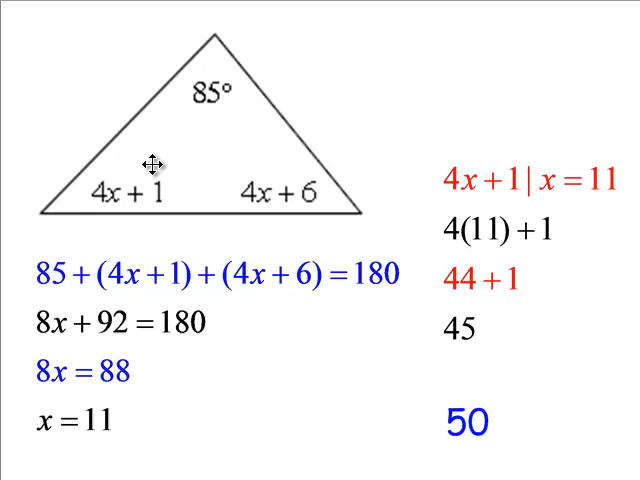 85°
4x + 1
4x + 6
85 + (4x + 1) + (4x + 6) = 180
8x + 92 = 180
8x = 88
x = 11
4x + 1 | x = 11
4(11) + 1
44 + 1
45
50